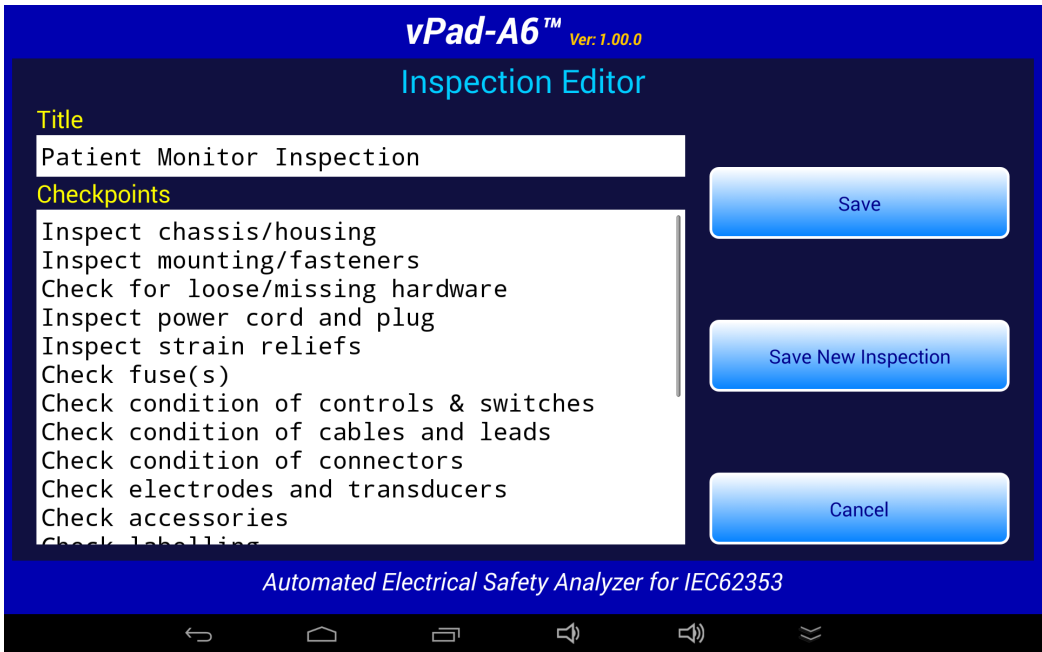 vPad-A6™ Ver: 1.00.0
Inspection Editor
Title
Patient Monitor Inspection
Checkpoints
Inspect chassis/housing
Inspect mounting/fasteners
Check for loose/missing hardware
Inspect power cord and plug
Inspect strain reliefs
Check fuse(s)
Check condition of controls & switches
Check condition of cables and leads
Check condition of connectors
Check electrodes and transducers
Check accessories
Check labelling
Save
Save New Inspection
Cancel
Automated Electrical Safety Analyzer for IEC62353